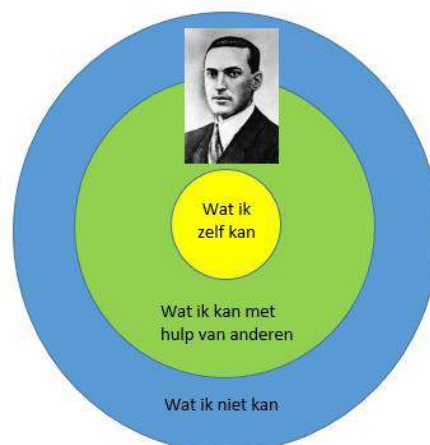 Wat ik
zelf kan
Wat ik kan met
hulp van anderen
Wat ik niet kan